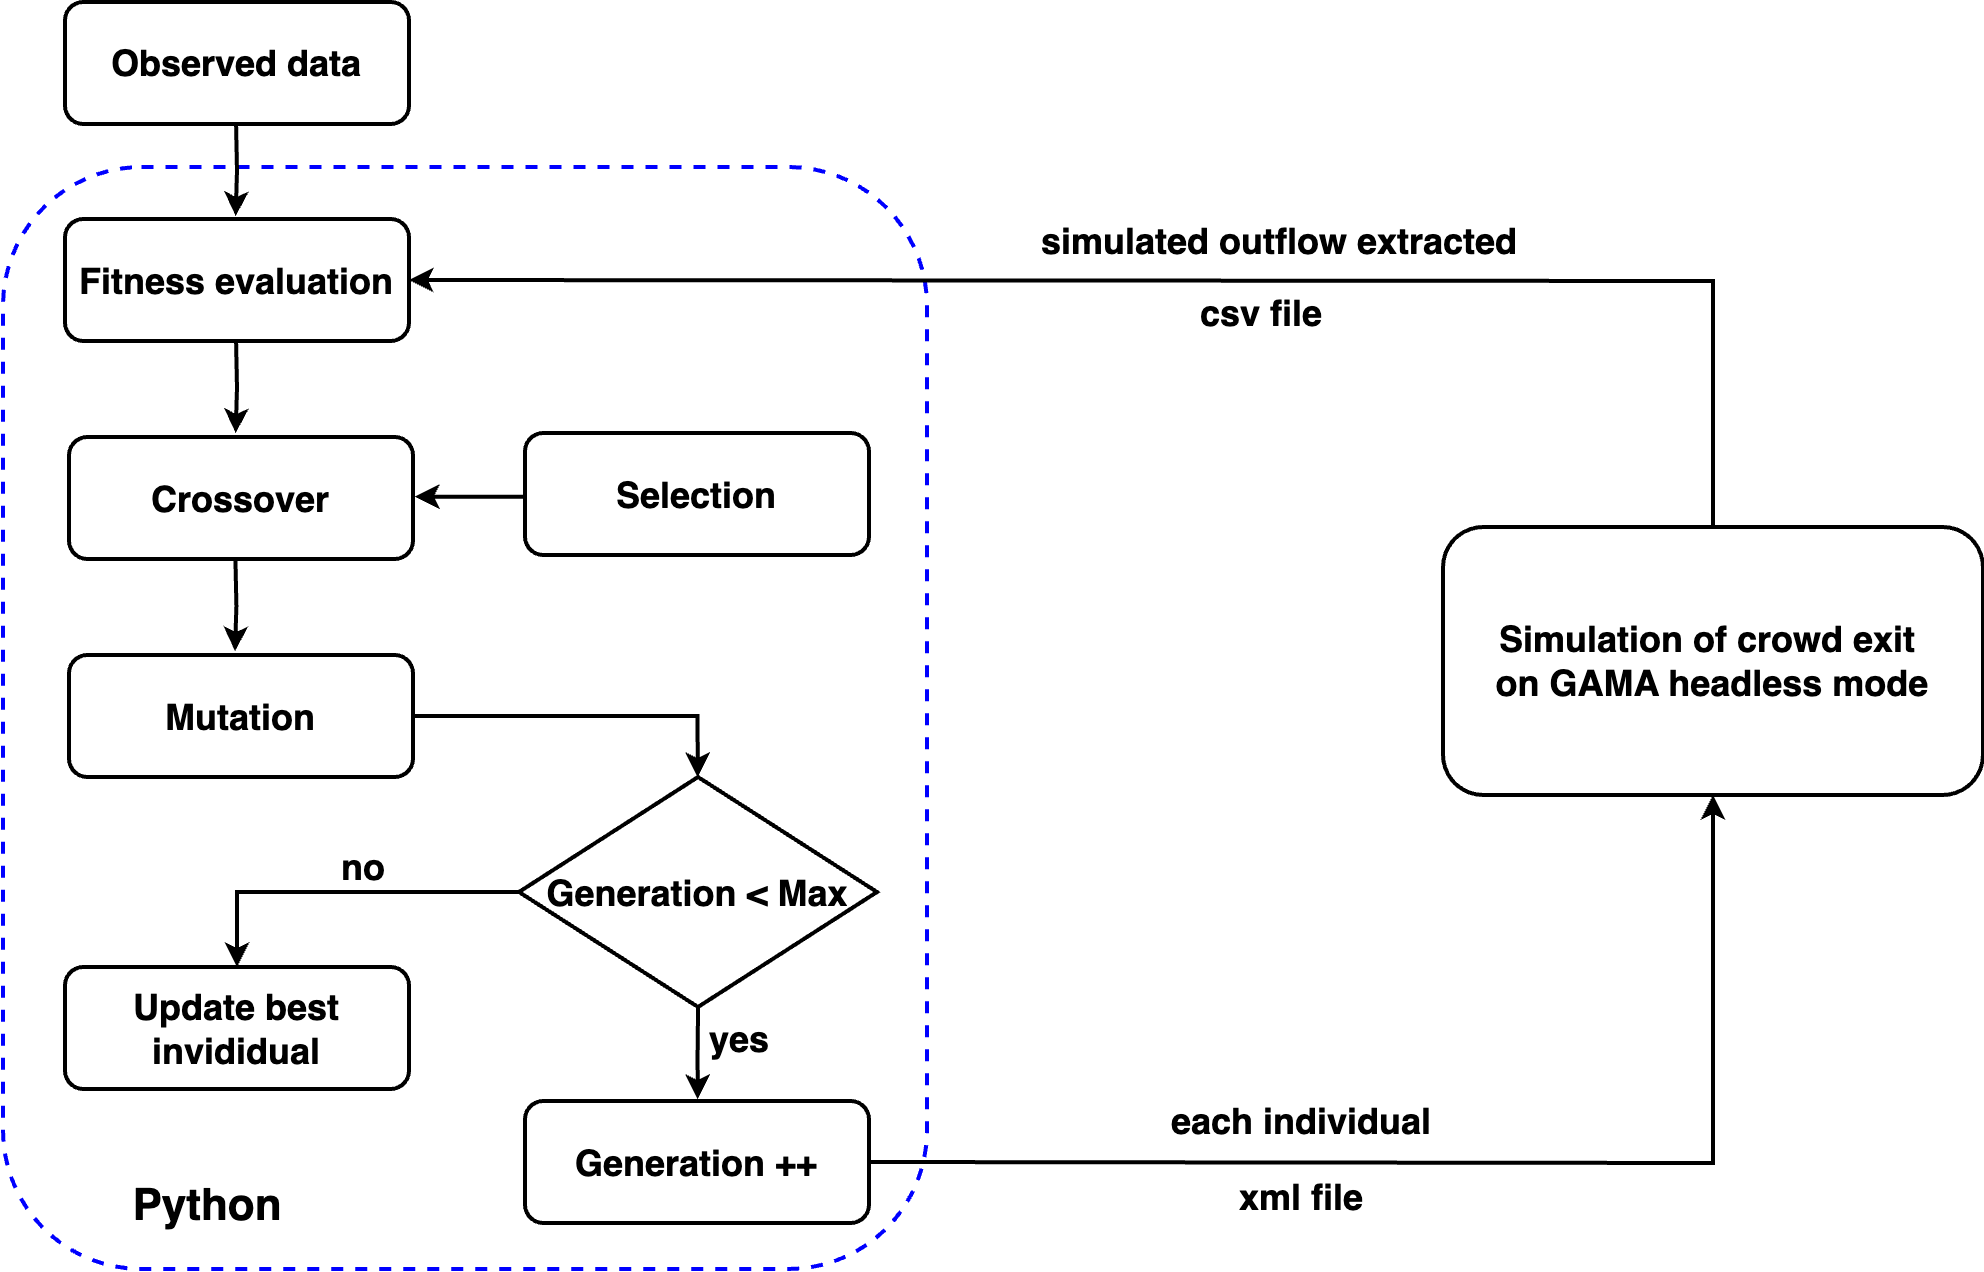 Observed data
simulated outflow extracted
Fitness evaluation
csv file
Crossover
Selection
Simulation of crowd exit
on GAMA headless mode
Mutation
no
Generation < Max
Update best
invididual
yes
each individual
Generation ++
xml file
Python